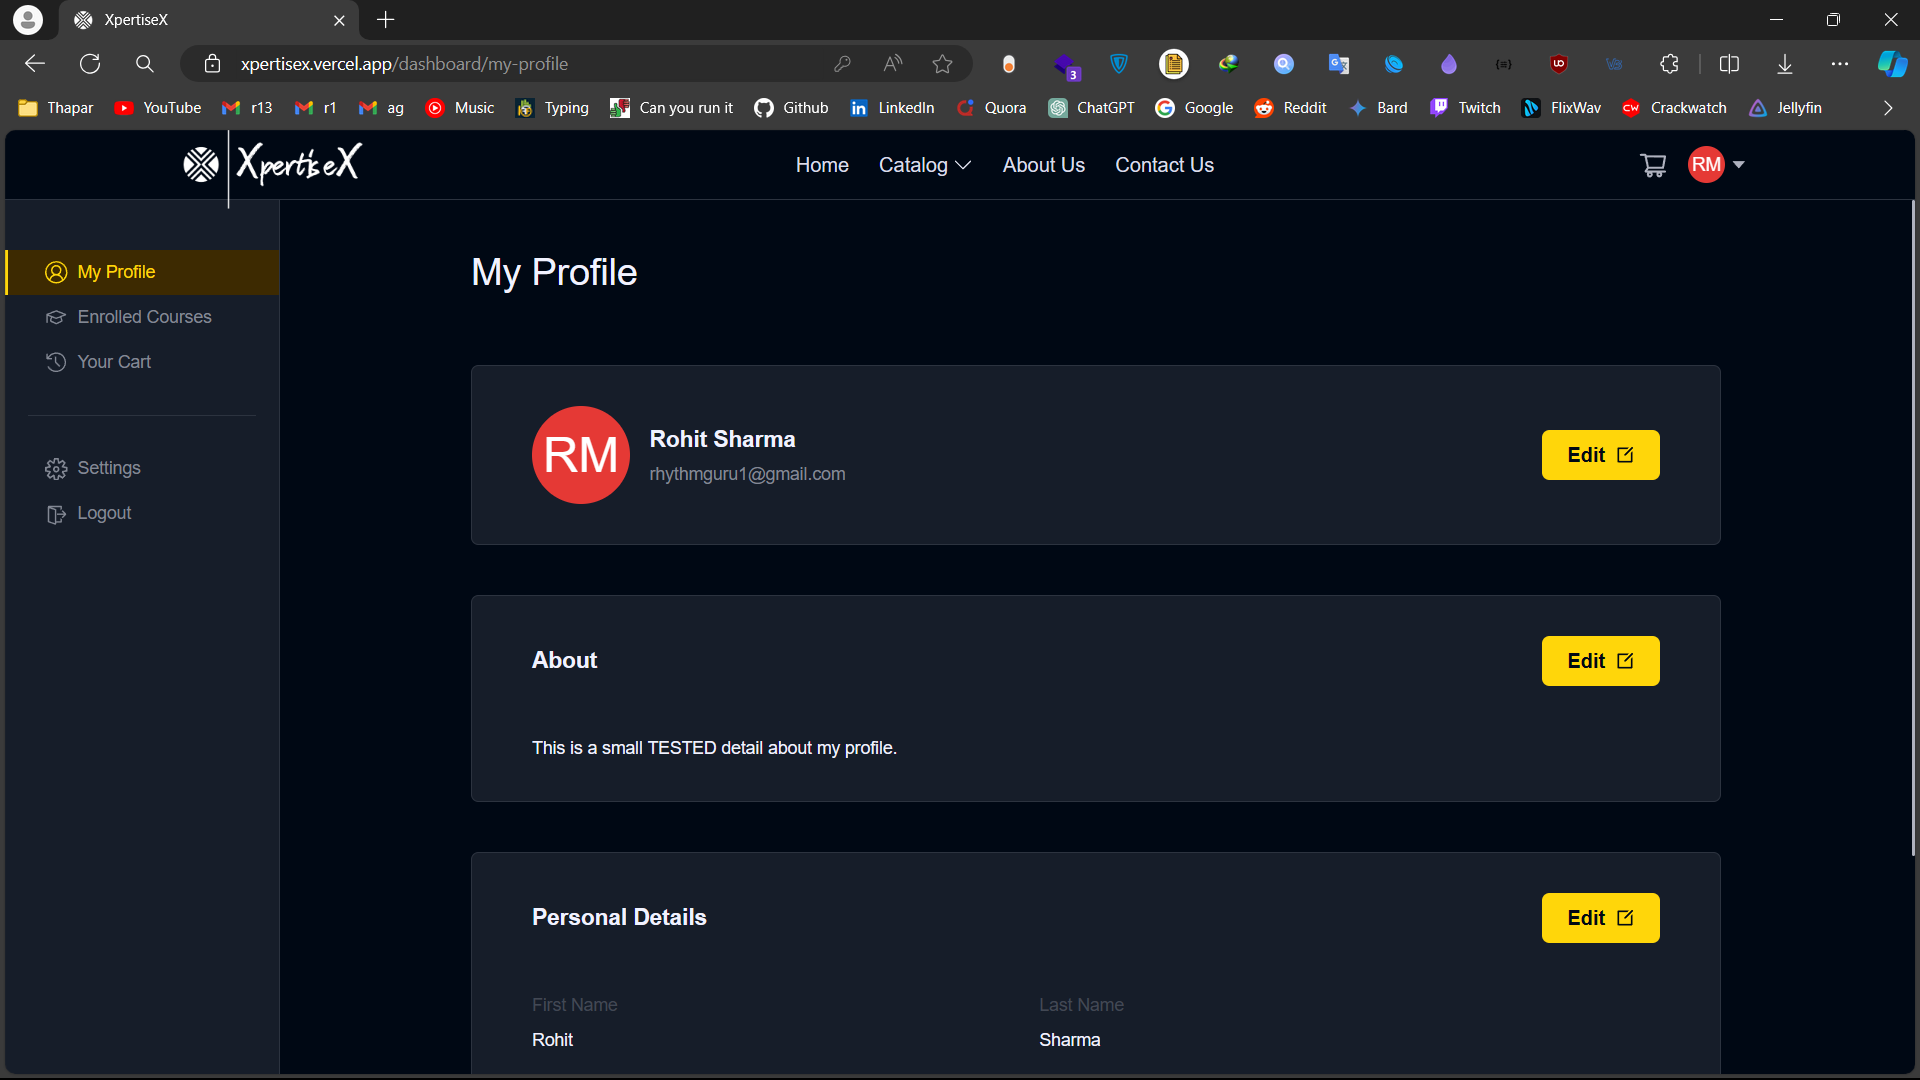 XpertiseX
xpertisex.vercel.app/dashboard/my-profile
3
Thapar YouTube r13 r1 ag Music Typing Can you run it Github LinkedIn Quora ChatGPT Google Reddit Bard Twitch FlixWav Crackwatch Jellyfin
XpertiseX Home Catalog About Us Contact Us RM
My Profile
Enrolled Courses
Your Cart
Settings
Logout
My Profile
RM
Rohit Sharma
rhythmguru1@gmail.com
Edit
About
Edit
This is a small TESTED detail about my profile.
Personal Details
Edit
First Name Last Name
Rohit Sharma